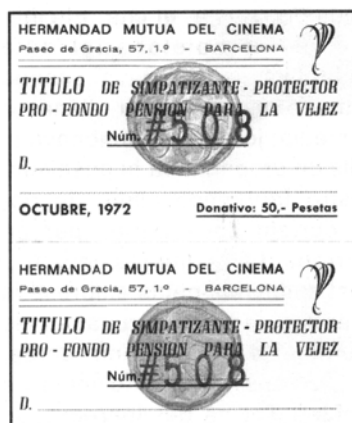 HERMANDAD MUTUA DEL CINEMA
Paseo de Gracia, 57, 1.º - BARCELONA
TITULO DE SIMPATIZANTE - PROTECTOR
PRO - FONDO PENSION PARA LA VEJEZ
Núm. #508
D.
OCTUBRE, 1972 Donativo: 50,- Pesetas
HERMANDAD MUTUA DEL CINEMA
Paseo de Gracia, 57, 1.º - BARCELONA
TITULO DE SIMPATIZANTE - PROTECTOR
PRO - FONDO PENSION PARA LA VEJEZ
Núm. #508
D.